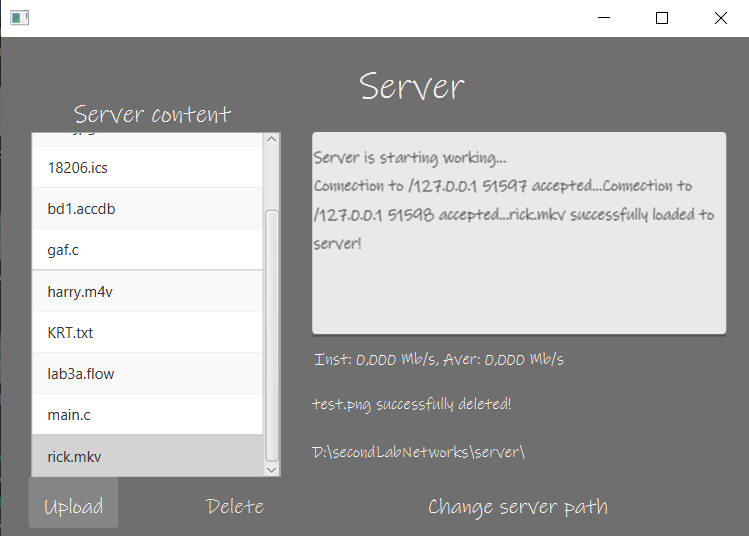 Server
Server content
18206.ics
bd1.accdb
gaf.c
harry.m4v
KRT.txt
lab3a.flow
main.c
rick.mkv
Server is starting working...
Connection to /127.0.0.1 51597 accepted...Connection to
/127.0.0.1 51598 accepted...rick.mkv successfully loaded to
server!
Inst: 0,000 Mb/s, Aver: 0,000 Mb/s
test.png successfully deleted!
D:\secondLabNetworks\server\
Upload
Delete
Change server path